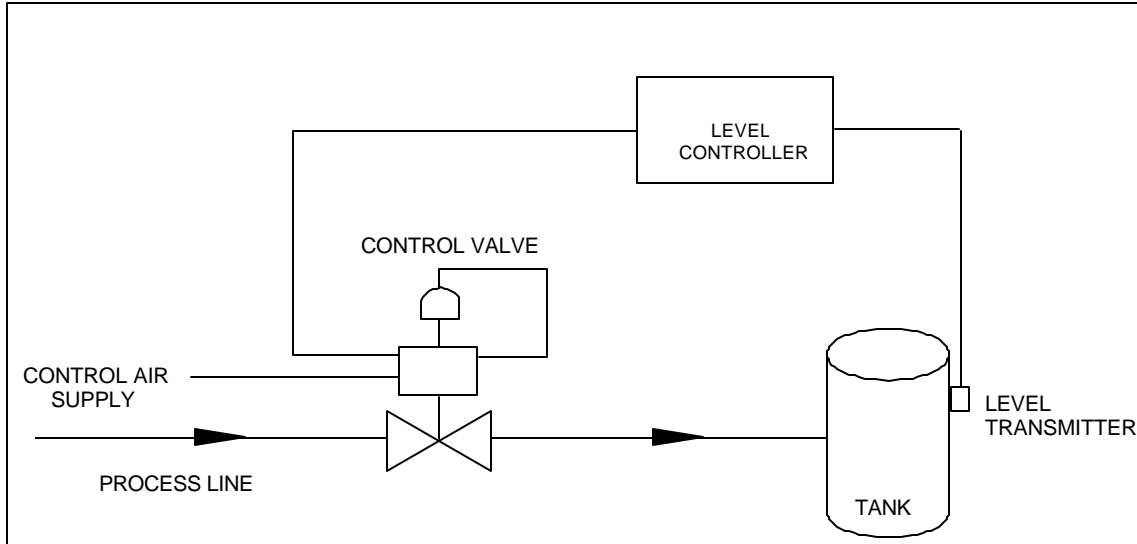 LEVEL
CONTROLLER
CONTROL VALVE
CONTROL AIR
SUPPLY
LEVEL
TRANSMITTER
PROCESS LINE
TANK